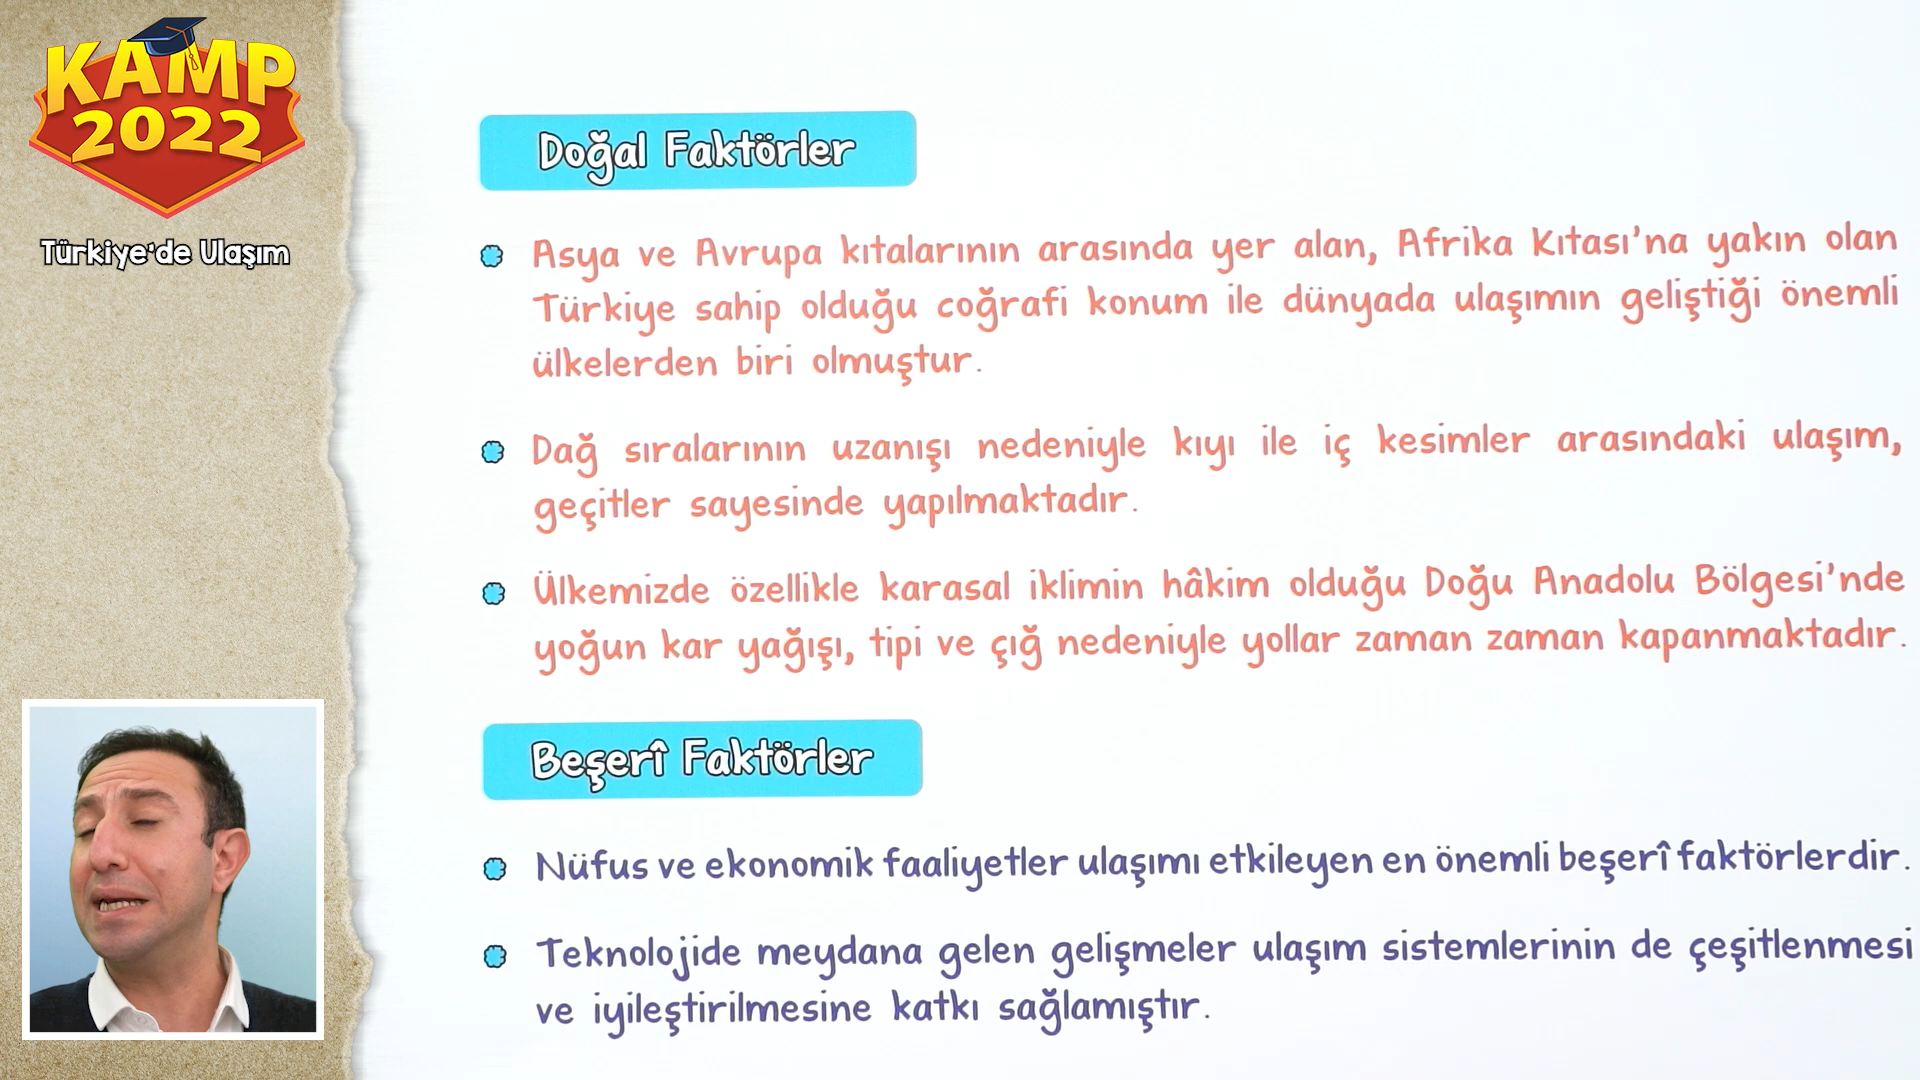 KAMP
2022
Türkiye'de Ulaşım
Doğal Faktörler
Asya ve Avrupa kıtalarının arasında yer alan, Afrika Kıtası'na yakın olan
Türkiye sahip olduğu coğrafi konum ile dünyada ulaşımın geliştiği önemli
ülkelerden biri olmuştur.
Dağ sıralarının uzanışı nedeniyle kıyı ile iç kesimler arasındaki ulaşım,
geçitler sayesinde yapılmaktadır.
Ülkemizde özellikle karasal iklimin hâkim olduğu Doğu Anadolu Bölgesi'nde
yoğun kar yağışı, tipi ve çığ nedeniyle yollar zaman zaman kapanmaktadır.
Beşerî Faktörler
Nüfus ve ekonomik faaliyetler ulaşımı etkileyen en önemli beşerî faktörlerdir.
Teknolojide meydana gelen gelişmeler ulaşım sistemlerinin de çeşitlenmesi
ve iyileştirilmesine katkı sağlamıştır.